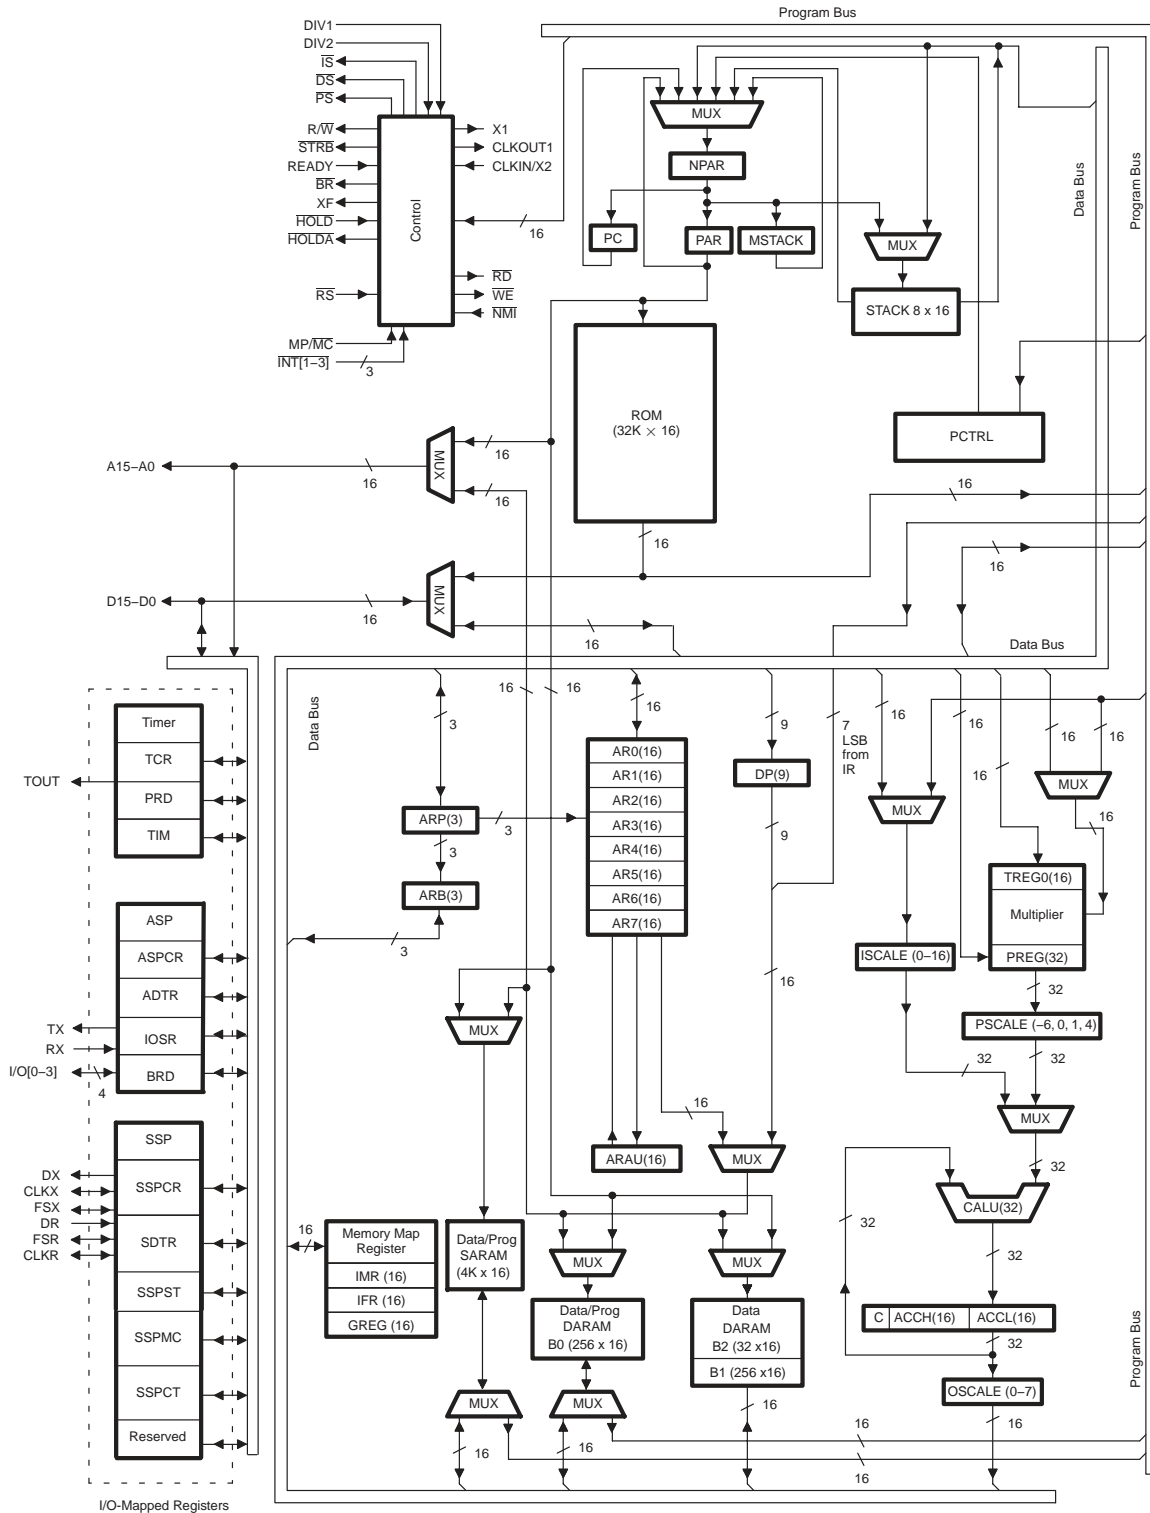 Program Bus
DIV1
DIV2
IS
DS
PS
R/W
STRB
READY
BR
XF
HOLD
HOLDA
RS
MP/MC
INT[1–3]
3
Control
X1
CLKOUT1
CLKIN/X2
16
RD
WE
NMI
MUX
NPAR
PC
PAR
MSTACK
MUX
STACK 8 x 16
Data Bus
Program Bus
ROM
(32K × 16)
PCTRL
A15–A0
16
MUX
16
16
16
16
16
D15–D0
16
MUX
16
Data Bus
Data Bus
16
16
3
16
9
7
LSB
from
IR
16
16
16
16
16
Timer
TCR
PRD
TIM
TOUT
ARP(3)
3
3
ARB(3)
3
AR0(16)
AR1(16)
AR2(16)
AR3(16)
AR4(16)
AR5(16)
AR6(16)
AR7(16)
DP(9)
9
16
MUX
MUX
16
TREG0(16)
Multiplier
PREG(32)
ISCALE (0–16)
32
PSCALE (–6, 0, 1, 4)
32
32
MUX
32
ASP
ASPCR
ADTR
IOSR
BRD
TX
RX
I/O[0–3]
4
MUX
16
ARAU(16)
MUX
CALU(32)
32
32
SSP
SSPCR
SDTR
SSPST
SSPMC
SSPCT
Reserved
DX
CLKX
FSX
DR
FSR
CLKR
16
Memory Map
Register
IMR (16)
IFR (16)
GREG (16)
Data/Prog
SARAM
(4K x 16)
MUX
Data/Prog
DARAM
B0 (256 x 16)
MUX
Data
DARAM
B2 (32 x16)
B1 (256 x16)
C
ACCH(16)
ACCL(16)
32
OSCALE (0–7)
Program Bus
MUX
MUX
16
16
16
16
16
16
I/O-Mapped Registers